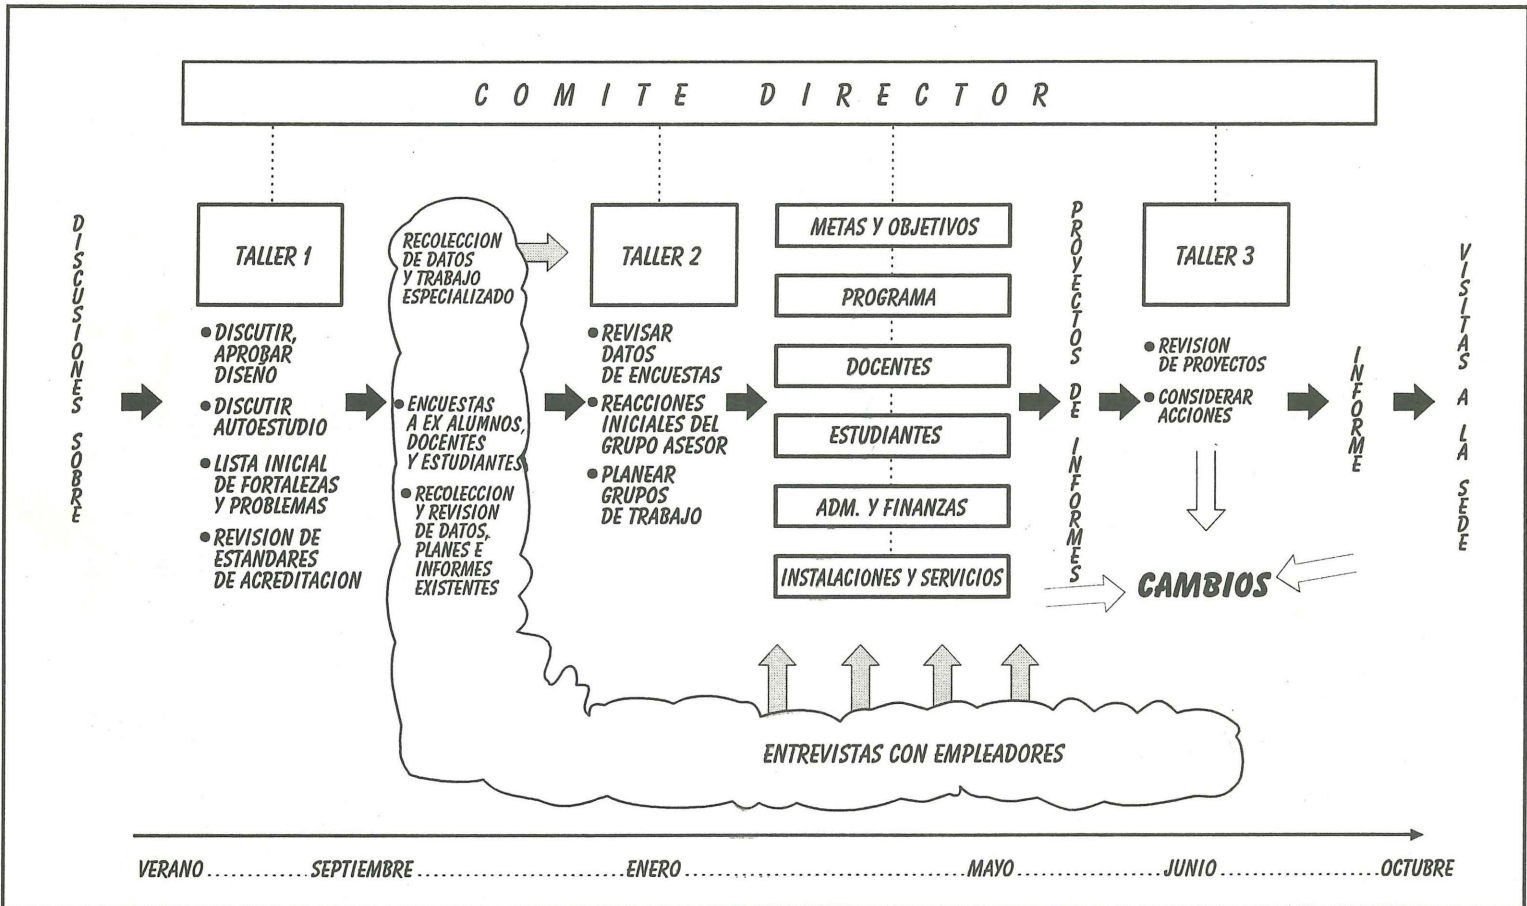 COMITE DIRECTOR
DISCUSIONES SOBRE
TALLER 1
• DISCUTIR,
APROBAR
DISEÑO
• DISCUTIR
AUTOESTUDIO
• LISTA INICIAL
DE FORTALEZAS
Y PROBLEMAS
• REVISION DE
ESTANDARES
DE ACREDITACION
RECOLECCION
DE DATOS
Y TRABAJO
ESPECIALIZADO
• ENCUESTAS
A EX ALUMNOS,
DOCENTES
Y ESTUDIANTES
• RECOLECCION
Y REVISION
DE DATOS,
PLANES E
INFORMES
EXISTENTES
TALLER 2
• REVISAR
DATOS
DE ENCUESTAS
• REACCIONES
INICIALES DEL
GRUPO ASESOR
• PLANEAR
GRUPOS
DE TRABAJO
METAS Y OBJETIVOS
PROGRAMA
DOCENTES
ESTUDIANTES
ADM. Y FINANZAS
INSTALACIONES Y SERVICIOS
PROYECTOS DE INFORMES
TALLER 3
• REVISION
DE PROYECTOS
• CONSIDERAR
ACCIONES
CAMBIOS
INFORME
VISITAS A LA SEDE
ENTREVISTAS CON EMPLEADORES
VERANO..........SEPTIEMBRE....................ENERO............................MAYO....................JUNIO....................OCTUBRE